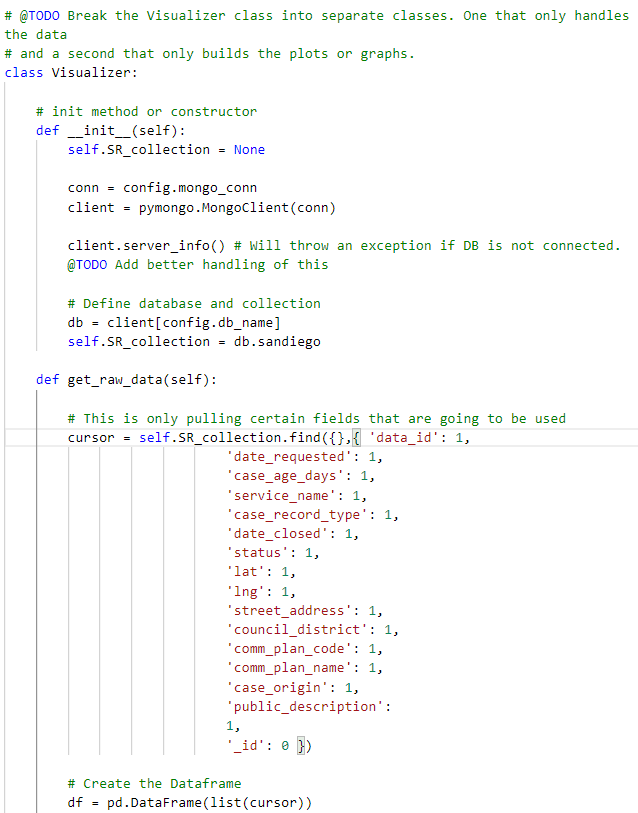 # @TODO Break the Visualizer class into separate classes. One that only handles
the data
# and a second that only builds the plots or graphs.
class Visualizer:
# init method or constructor
def __init__(self):
self.SR_collection = None
conn = config.mongo_conn
client = pymongo.MongoClient(conn)
client.server_info() # Will throw an exception if DB is not connected.
@TODO Add better handling of this
# Define database and collection
db = client[config.db_name]
self.SR_collection = db.sandiego
def get_raw_data(self):
# This is only pulling certain fields that are going to be used
cursor = self.SR_collection.find({},{ 'data_id': 1,
'date_requested': 1,
'case_age_days': 1,
'service_name': 1,
'case_record_type': 1,
'date_closed': 1,
'status': 1,
'lat': 1,
'lng': 1,
'street_address': 1,
'council_district': 1,
'comm_plan_code': 1,
'comm_plan_name': 1,
'case_origin': 1,
'public_description':
1,
'_id': 0 })
# Create the Dataframe
df = pd.DataFrame(list(cursor))